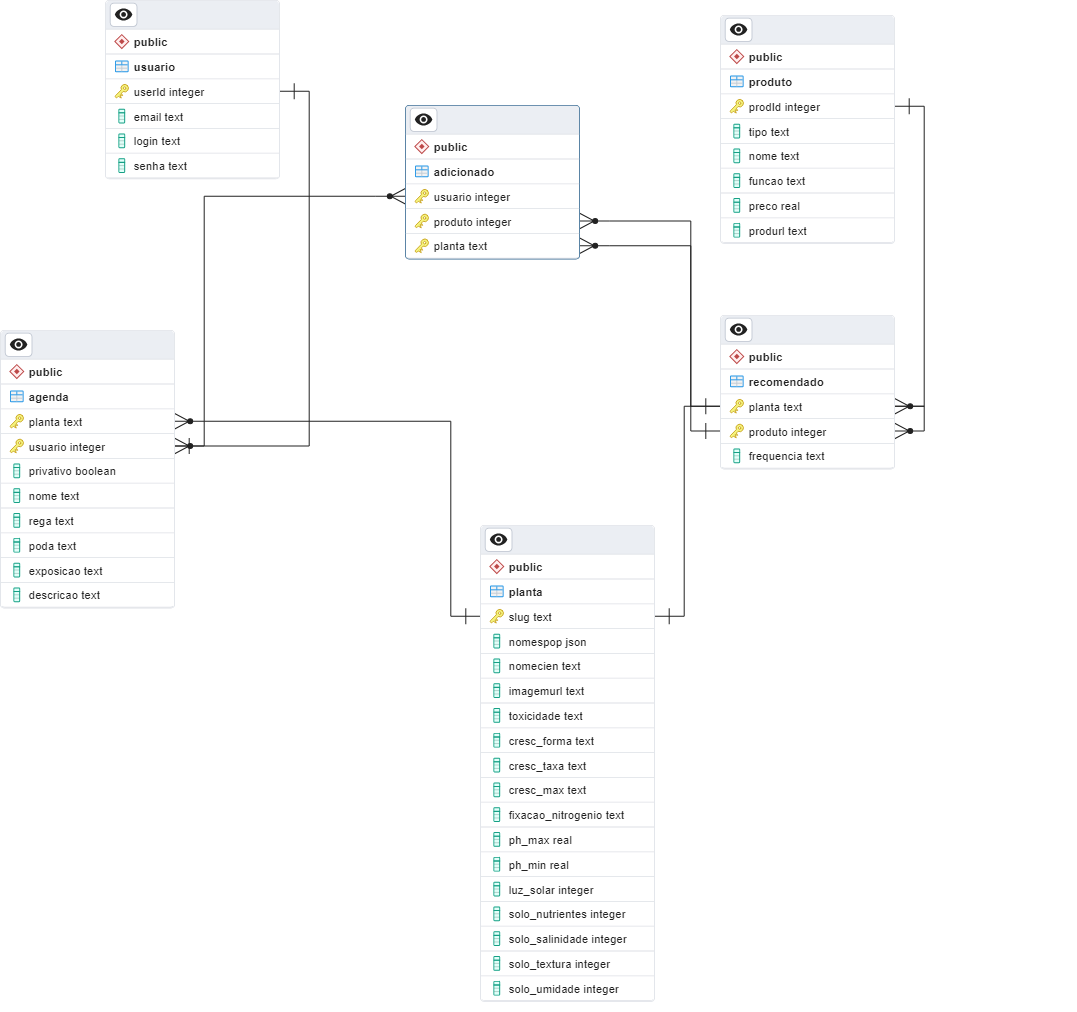 public
usuario
userId integer
email text
login text
senha text
public
produto
prodId integer
tipo text
nome text
funcao text
preco real
produrl text
public
adicionado
usuario integer
produto integer
planta text
public
agenda
planta text
usuario integer
privativo boolean
nome text
rega text
poda text
exposicao text
descricao text
public
recomendado
planta text
produto integer
frequencia text
public
planta
slug text
nomespop json
nomecien text
imagemurl text
toxicidade text
cresc_forma text
cresc_taxa text
cresc_max text
fixacao_nitrogenio text
ph_max real
ph_min real
luz_solar integer
solo_nutrientes integer
solo_salinidade integer
solo_textura integer
solo_umidade integer